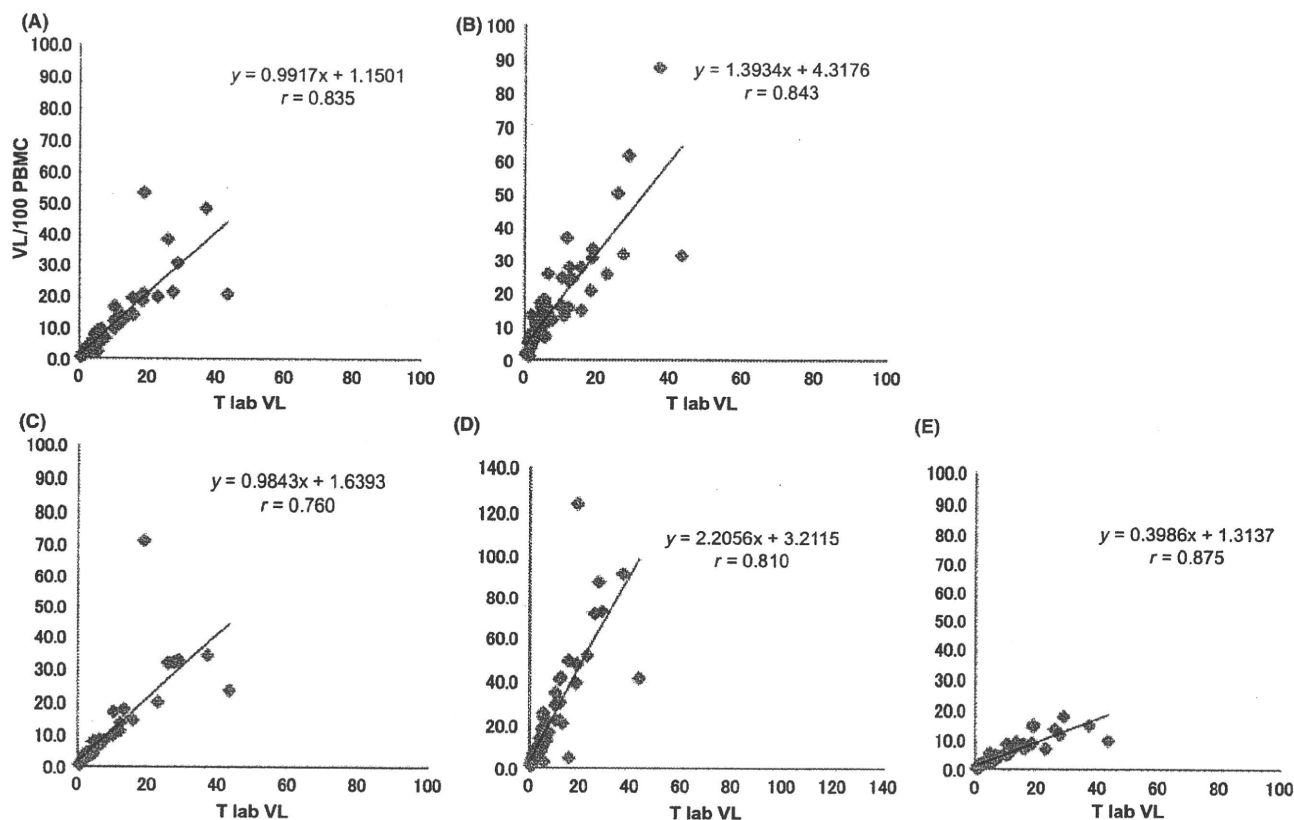 (A)
100.0
90.0
80.0
70.0
60.0
50.0
40.0
30.0
20.0
10.0
0.0
VL/100 PBMC
y = 0.9917x + 1.1501
r = 0.835
0 20 40 60 80 100
T lab VL
(B)
100
90
80
70
60
50
40
30
20
10
0
y = 1.3934x + 4.3176
r = 0.843
0 20 40 60 80 100
T lab VL
(C)
100.0
90.0
80.0
70.0
60.0
50.0
40.0
30.0
20.0
10.0
0.0
y = 0.9843x + 1.6393
r = 0.760
0 20 40 60 80 100
T lab VL
(D)
140.0
120.0
100.0
80.0
60.0
40.0
20.0
0.0
y = 2.2056x + 3.2115
r = 0.810
0 20 40 60 80 100 120 140
T lab VL
(E)
100.0
90.0
80.0
70.0
60.0
50.0
40.0
30.0
20.0
10.0
0.0
y = 0.3986x + 1.3137
r = 0.875
0 20 40 60 80 100
T lab VL